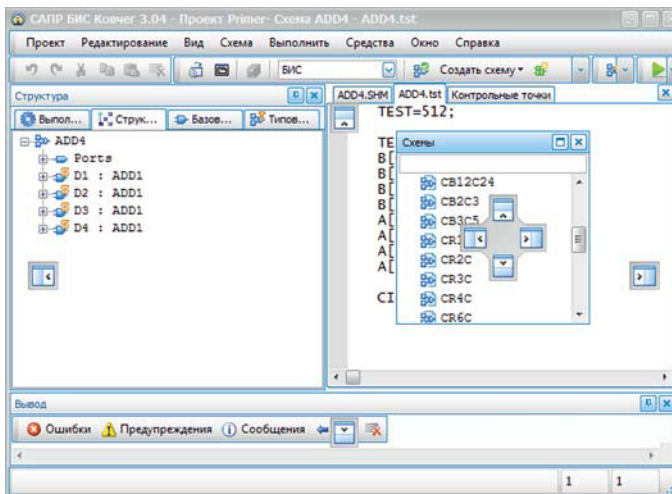 САПР БИС Ковчег 3.04 - Проект Primer- Схема ADD4 - ADD4.tst
Проект Редактирование Вид Схема Выполнить Средства Окно Справка
БИС Создать схему
Структура
Выпол... Струк... Базов... Типов...
ADD4
Ports
D1 : ADD1
D2 : ADD1
D3 : ADD1
D4 : ADD1
ADD4.SHM ADD4.tst Контрольные точки
TEST=512;
TE
B[
B[
B[
B[
A[
A[
A[
A[
CI
Схемы
CB12C24
CB2C3
CB3C5
CR2C
CR3C
CR4C
CR6C
Вывод
Ошибки Предупреждения Сообщения
1 1